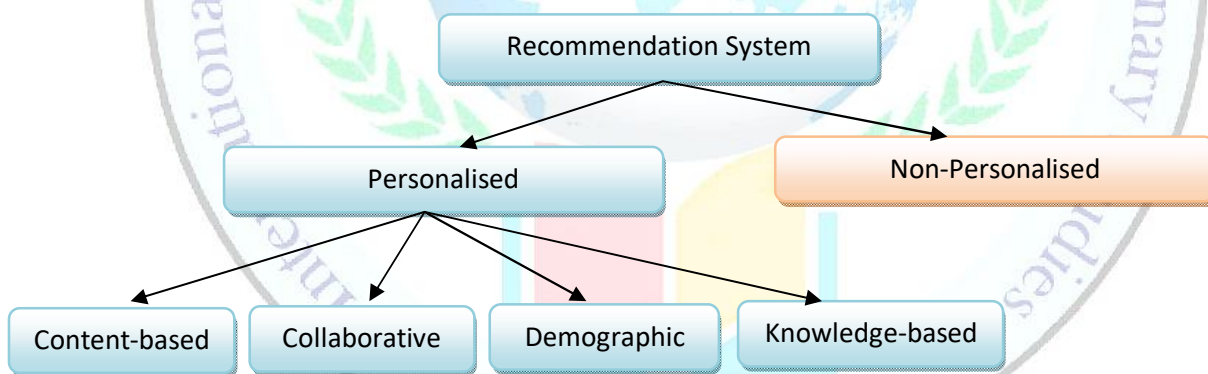 Recommendation System
Personalised
Non-Personalised
Content-based
Collaborative
Demographic
Knowledge-based